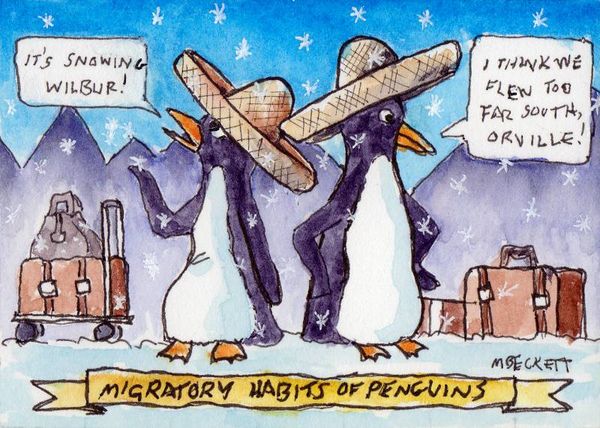 IT'S SNOWING
WILBUR!
I THINK WE
FLEW TOO
FAR SOUTH,
ORVILLE!
MBECKETT
MIGRATORY HABITS OF PENGUINS